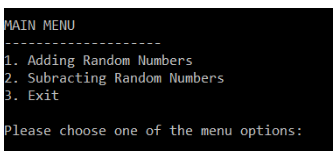 MAIN MENU
--------------------
1. Adding Random Numbers
2. Subracting Random Numbers
3. Exit
Please choose one of the menu options: